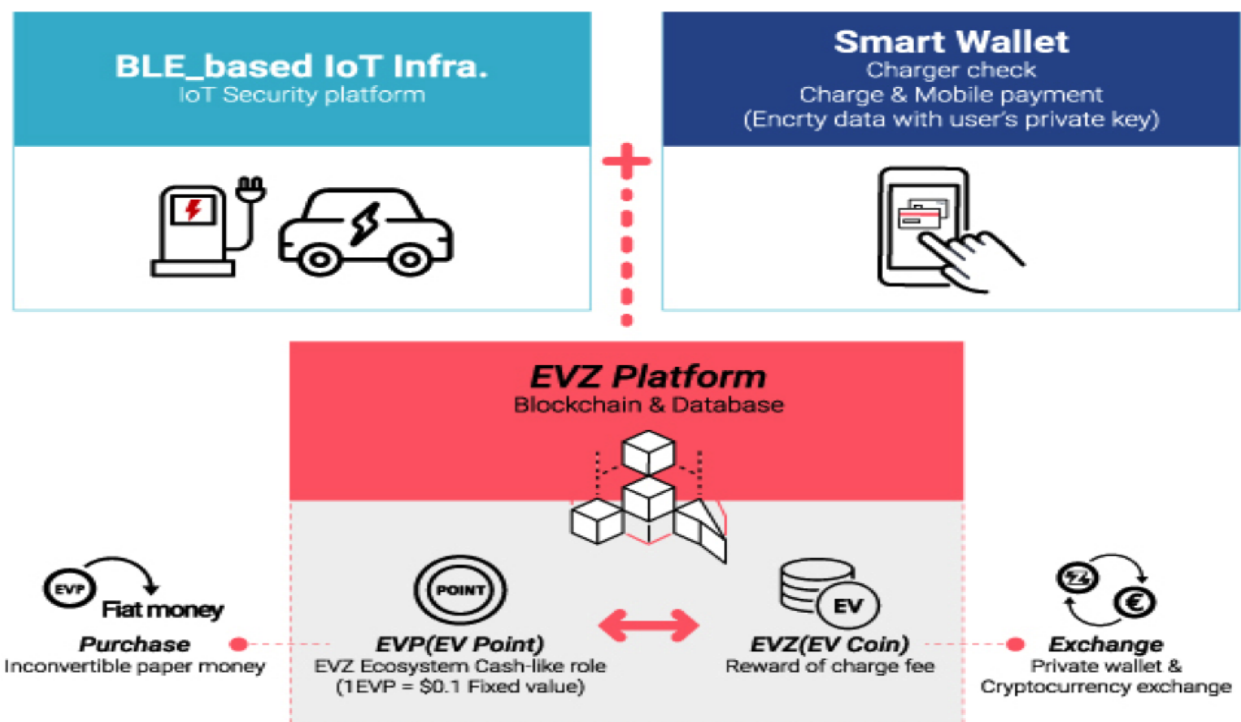 BLE_based IoT Infra.
IoT Security platform
Smart Wallet
Charger check
Charge & Mobile payment
(Encrty data with user's private key)
EVZ Platform
Blockchain & Database
EVP
Fiat money
Purchase
Inconvertible paper money
POINT
EVP(EV Point)
EVZ Ecosystem Cash-like role
(1EVP = $0.1 Fixed value)
EV
EVZ(EV Coin)
Reward of charge fee
€
Exchange
Private wallet &
Cryptocurrency exchange